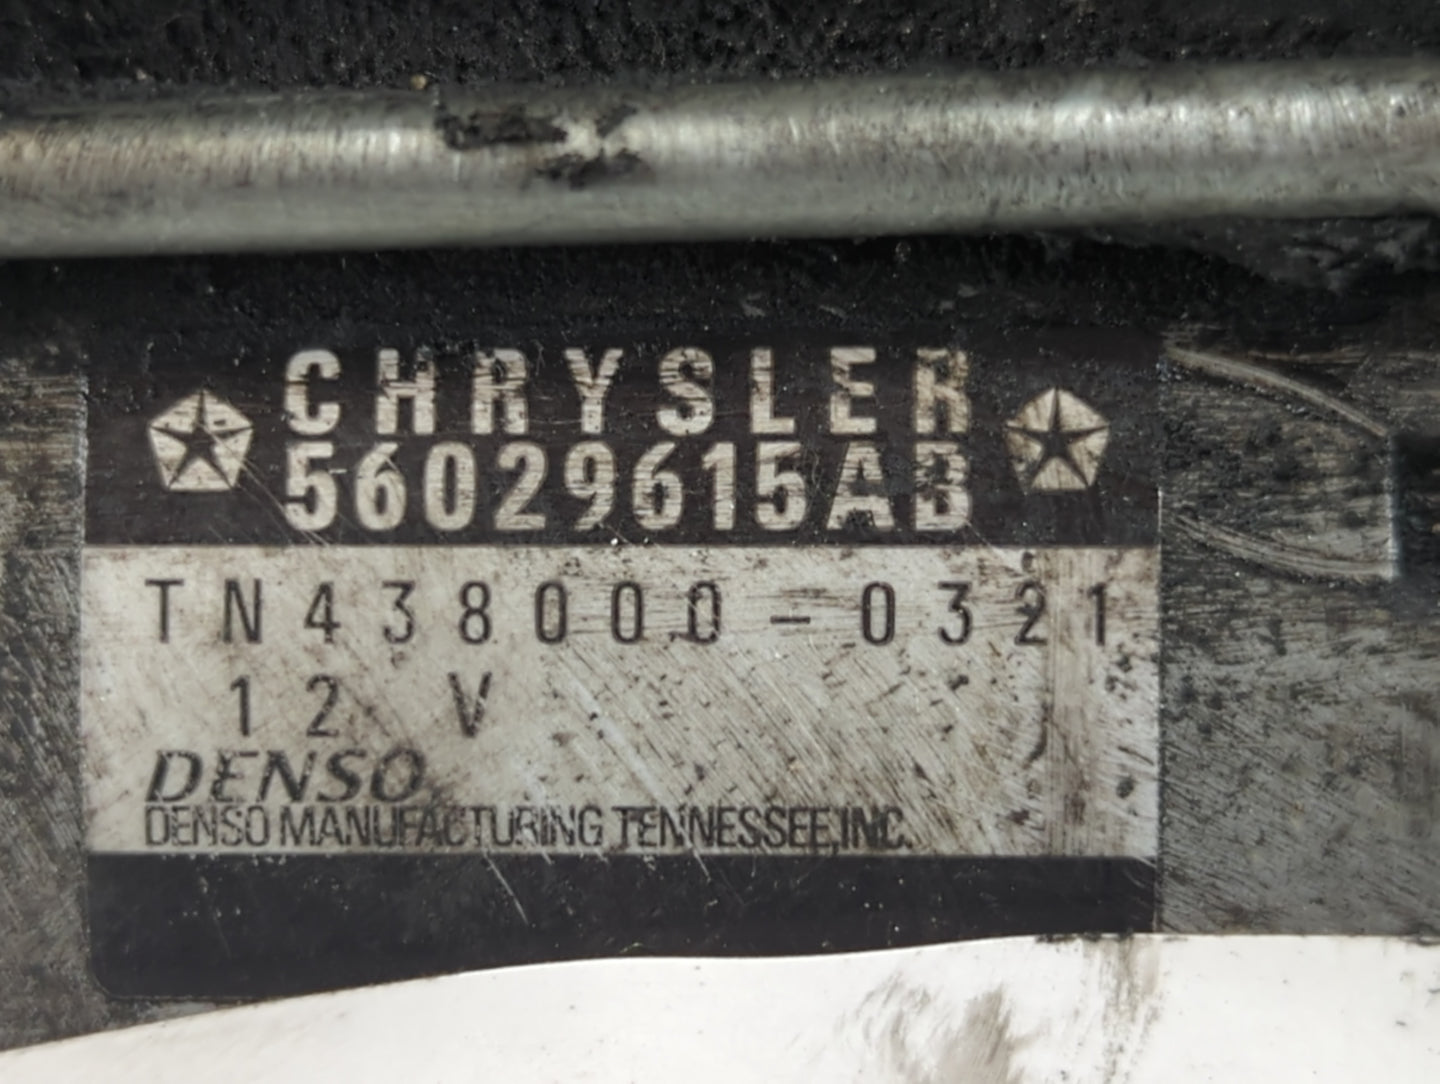 CHRYSLER
56029615AB
TN438000-0321
12 V
DENSO
DENSO MANUFACTURING TENNESSEE,INC.